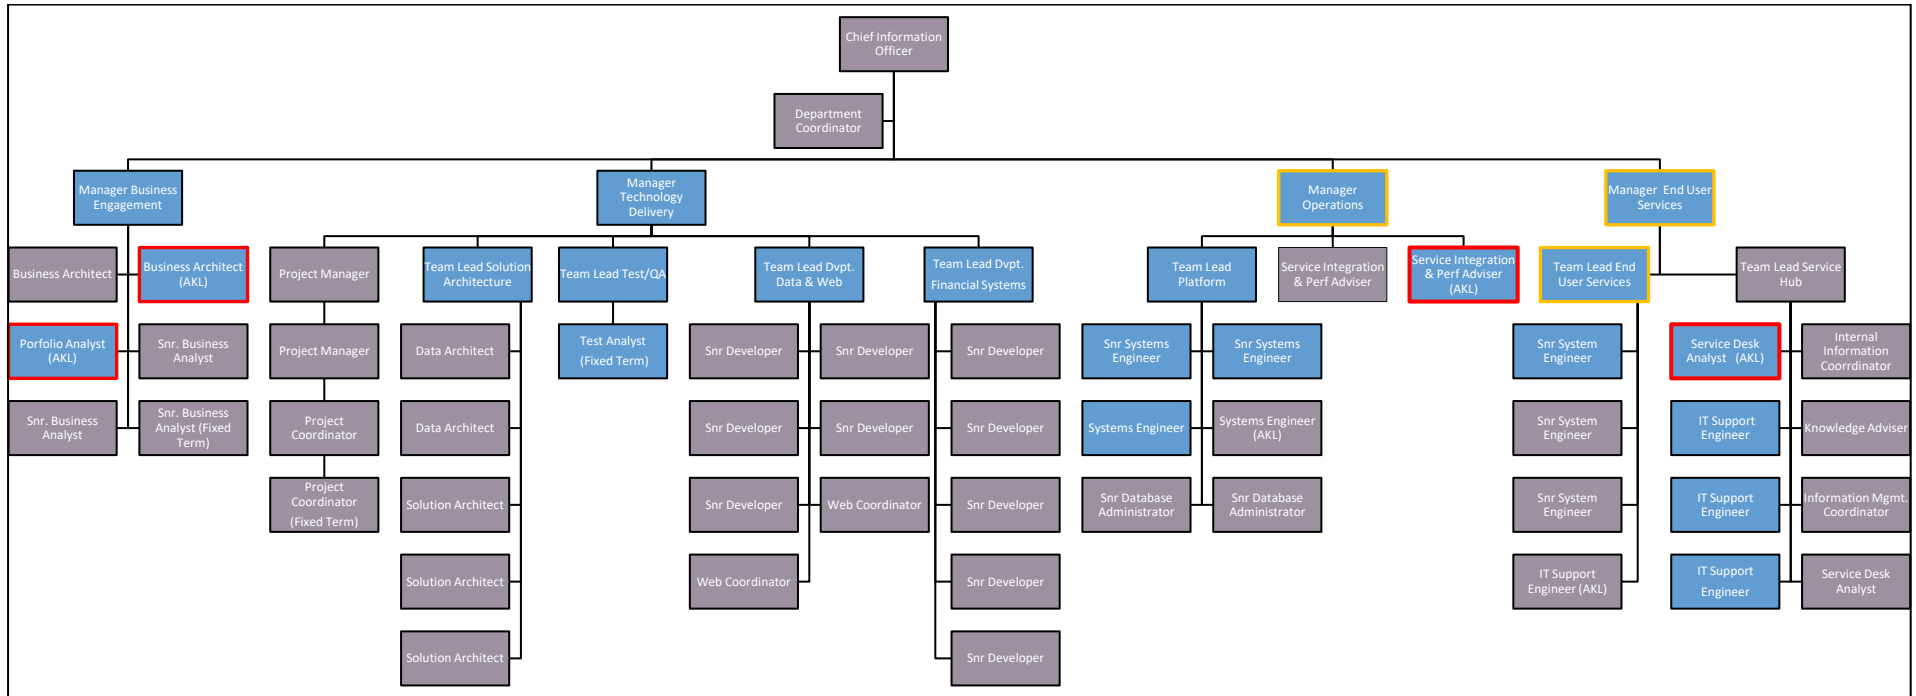 Chief Information
Officer
Department
Coordinator
Manager Business
Engagement
Manager
Technology
Delivery
Manager
Operations
Manager End User
Services
Business Architect
Business Architect
(AKL)
Project Manager
Team Lead Solution
Architecture
Team Lead Test/QA
Team Lead Dvpt.
Data & Web
Team Lead Dvpt.
Financial Systems
Team Lead
Platform
Service Integration
& Perf Adviser
Service Integration
& Perf Adviser
(AKL)
Team Lead End
User Services
Team Lead Service
Hub
Porfolio Analyst
(AKL)
Snr. Business
Analyst
Project Manager
Data Architect
Test Analyst
(Fixed Term)
Snr Developer
Snr Developer
Snr Developer
Snr Systems
Engineer
Snr Systems
Engineer
Snr System
Engineer
Service Desk
Analyst (AKL)
Internal
Information
Coorrdinator
Snr. Business
Analyst
Snr. Business
Analyst (Fixed
Term)
Project
Coordinator
Data Architect
Snr Developer
Snr Developer
Snr Developer
Systems Engineer
Systems Engineer
(AKL)
Snr System
Engineer
IT Support
Engineer
Knowledge Adviser
Project
Coordinator
(Fixed Term)
Solution Architect
Snr Developer
Web Coordinator
Snr Developer
Snr Database
Administrator
Snr Database
Administrator
Snr System
Engineer
IT Support
Engineer
Information Mgmt.
Coordinator
Solution Architect
Web Coordinator
Snr Developer
IT Support
Engineer (AKL)
IT Support
Engineer
Service Desk
Analyst
Solution Architect
Snr Developer